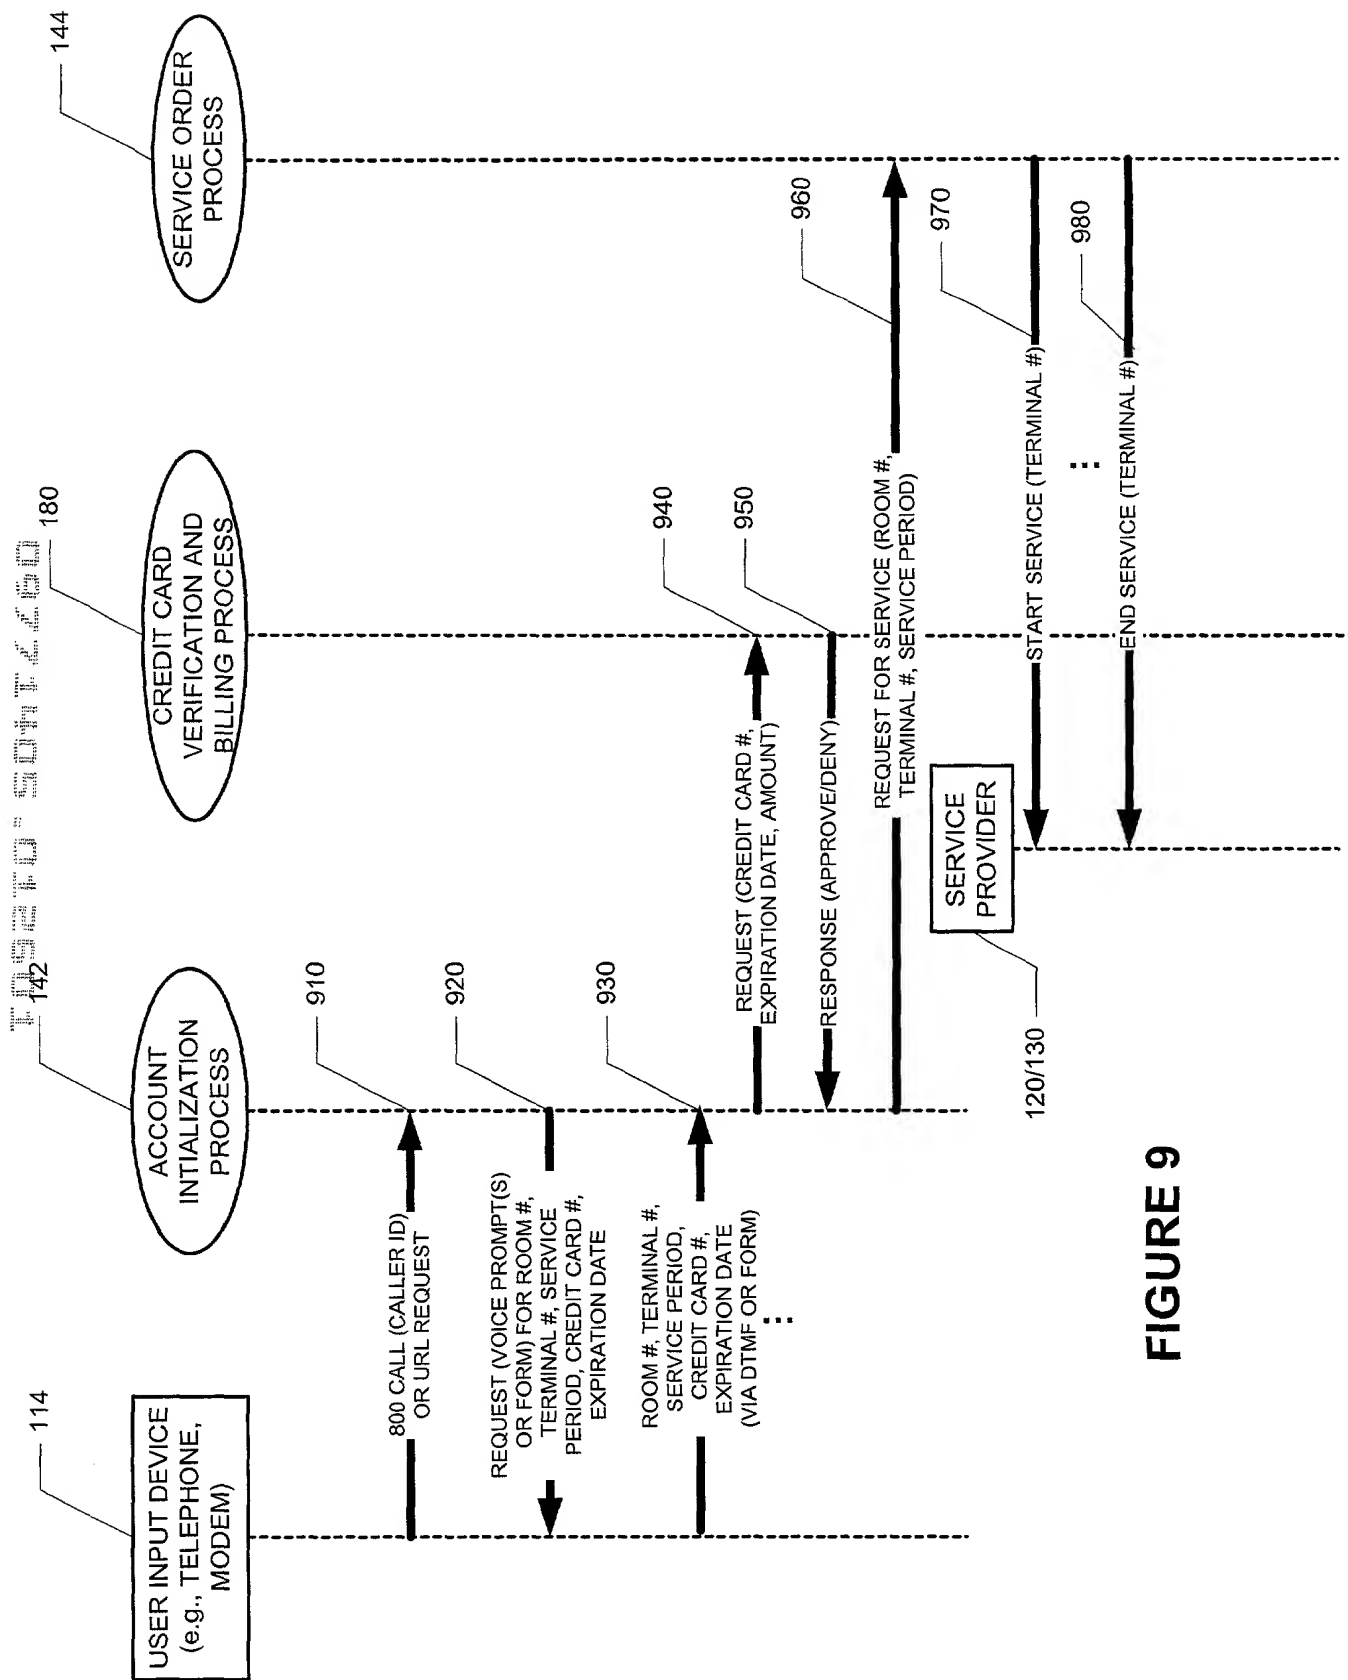 114
USER INPUT DEVICE
(e.g., TELEPHONE,
MODEM)
142
ACCOUNT
INTIALIZATION
PROCESS
180
CREDIT CARD
VERIFICATION AND
BILLING PROCESS
144
SERVICE ORDER
PROCESS
910
800 CALL (CALLER ID)
OR URL REQUEST
920
REQUEST (VOICE PROMPT(S)
OR FORM) FOR ROOM #,
TERMINAL #, SERVICE
PERIOD, CREDIT CARD #,
EXPIRATION DATE
930
ROOM #, TERMINAL #,
SERVICE PERIOD,
CREDIT CARD #,
EXPIRATION DATE
(VIA DTMF OR FORM)
...
940
REQUEST (CREDIT CARD #,
EXPIRATION DATE, AMOUNT)
950
RESPONSE (APPROVE/DENY)
960
REQUEST FOR SERVICE (ROOM #,
TERMINAL #, SERVICE PERIOD)
SERVICE
PROVIDER
120/130
970
START SERVICE (TERMINAL #)
...
980
END SERVICE (TERMINAL #)
FIGURE 9